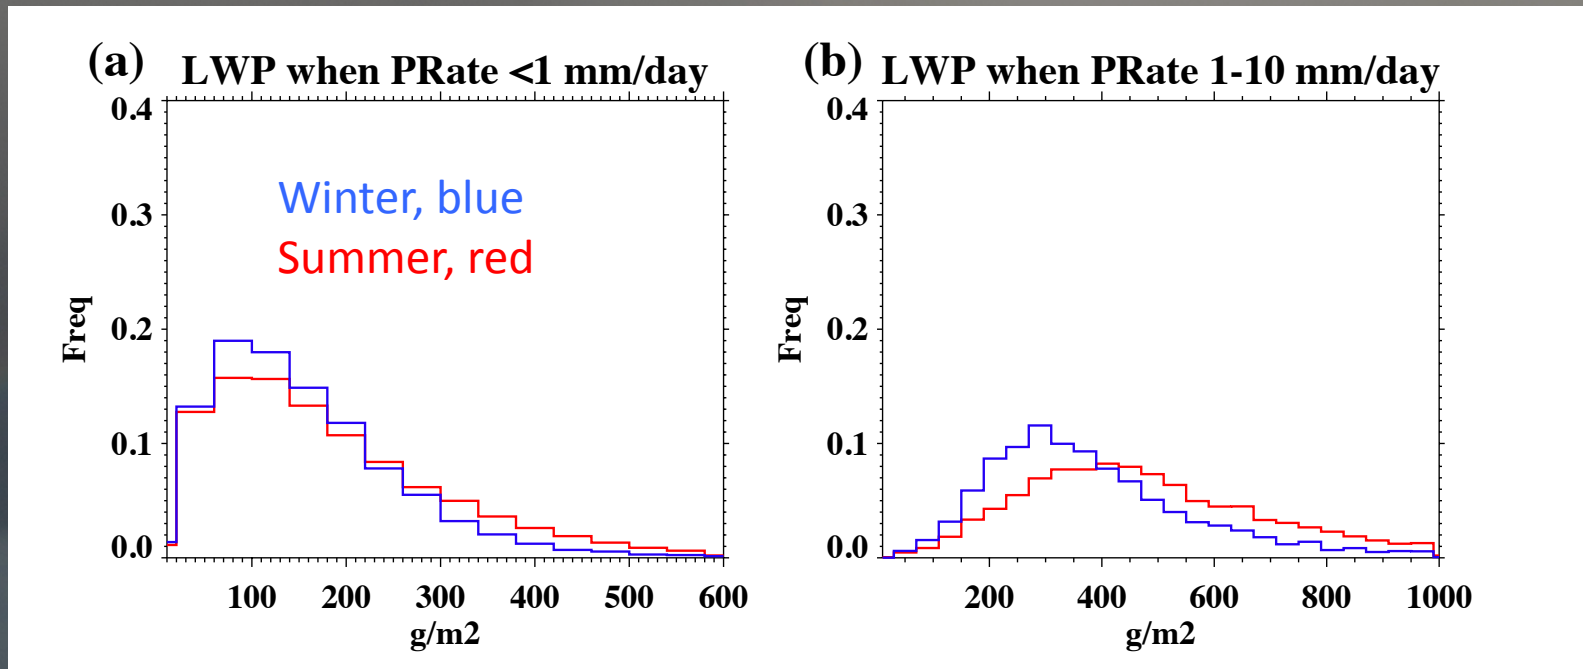 (a) LWP when PRate <1 mm/day
0.4
0.3
0.2
0.1
0.0
Freq
Winter, blue
Summer, red
100 200 300 400 500 600
g/m2
(b) LWP when PRate 1-10 mm/day
0.4
0.3
0.2
0.1
0.0
Freq
200 400 600 800 1000
g/m2